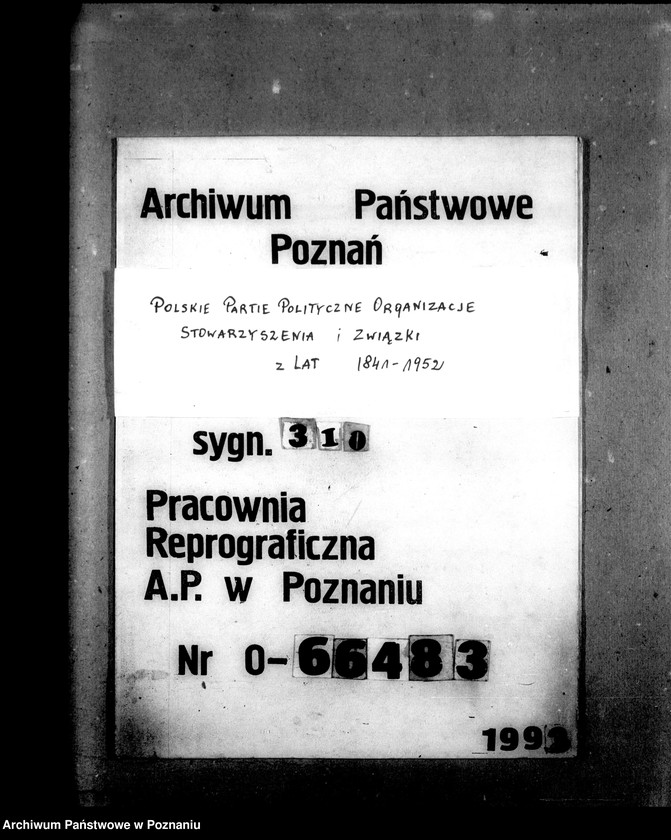 Archiwum Państwowe
Poznań
POLSKIE PARTIE POLITYCZNE ORGANIZACJE
STOWARZYSZENIA i ZWIĄZKI
z LAT 1841-1952
sygn. 310
Pracownia
Reprograficzna
A.P. w Poznaniu
Nr 0-66483
1993
Archiwum Państwowe w Poznaniu